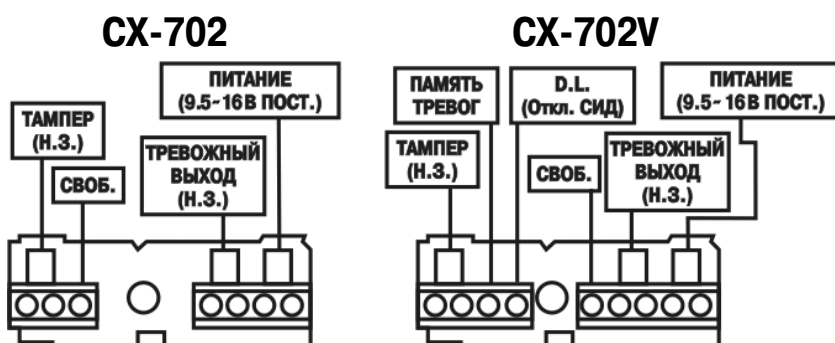 CX-702
ПИТАНИЕ
(9.5~16В ПОСТ.)
ТАМПЕР
(Н.З.)
ТРЕВОЖНЫЙ
ВЫХОД
(Н.З.)
СВОБ.
CX-702V
ПАМЯТЬ
ТРЕВОГ
D.L.
(Откл. СИД)
ПИТАНИЕ
(9.5~16В ПОСТ.)
ТАМПЕР
(Н.З.)
СВОБ.
ТРЕВОЖНЫЙ
ВЫХОД
(Н.З.)